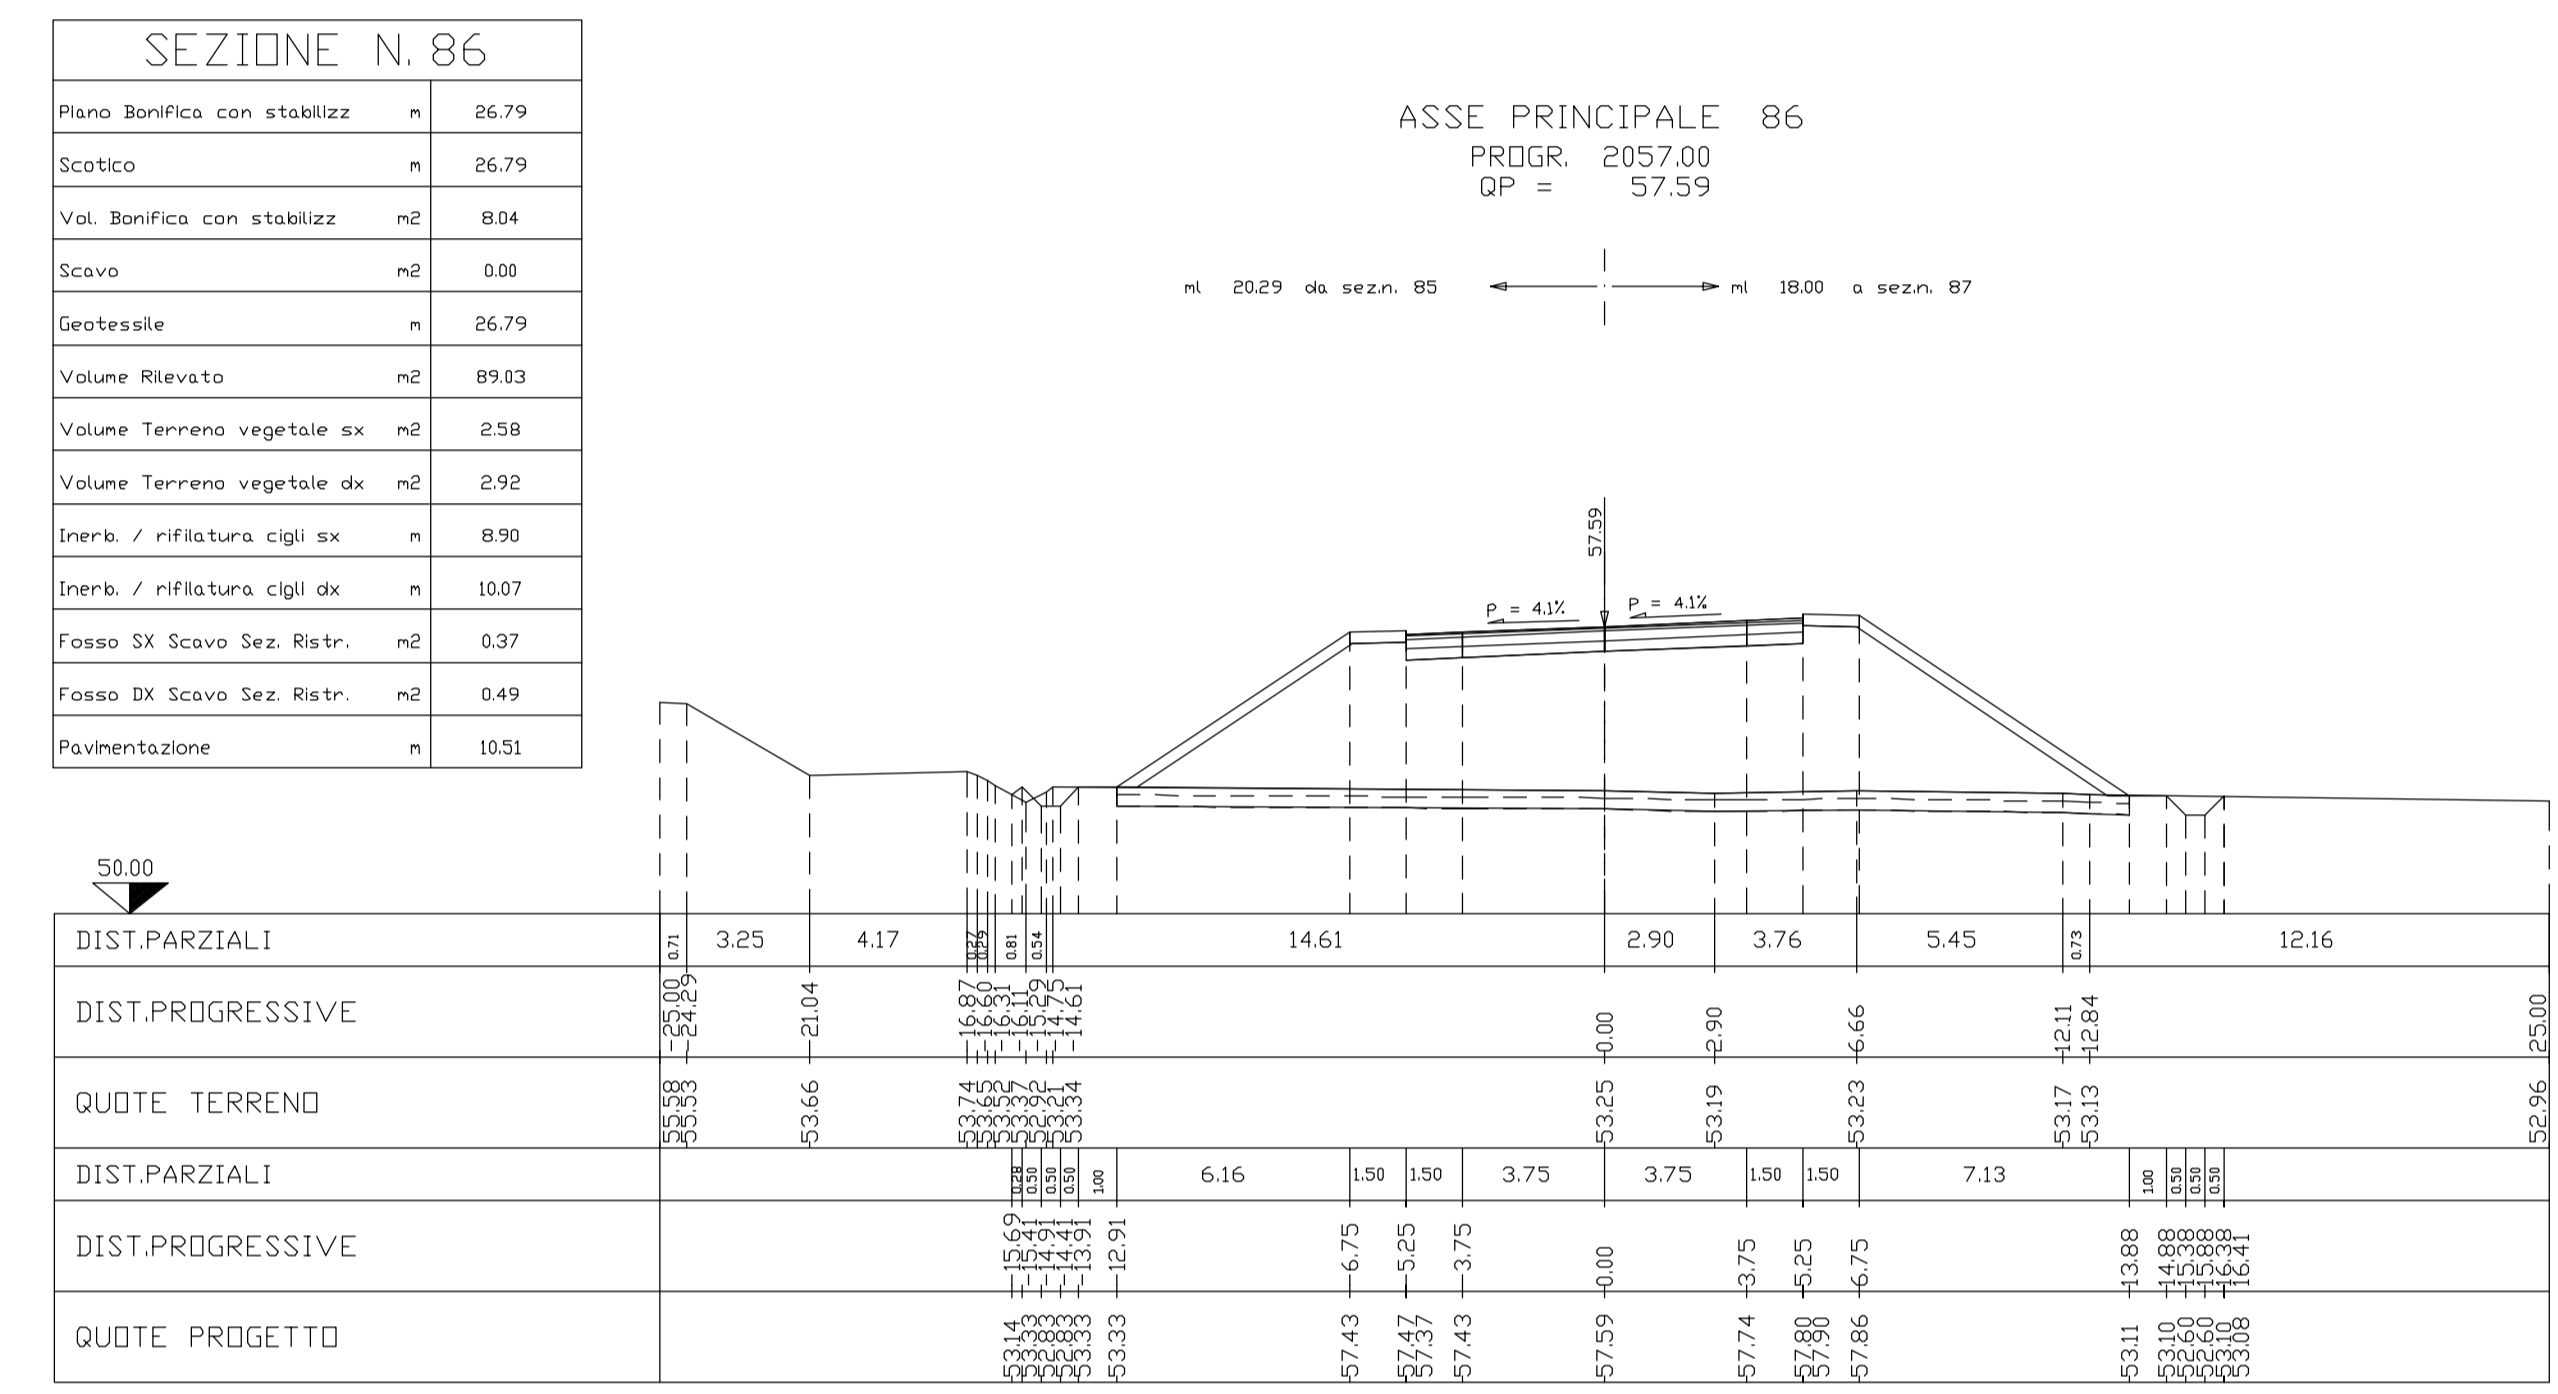 SEZIONE N. 86
Piano Bonifica con stabilizz m 26.79
Scotico m 26.79
Vol. Bonifica con stabilizz m2 8.04
Scavo m2 0.00
Geotessile m 26.79
Volume Rilevato m2 89.03
Volume Terreno vegetale sx m2 2.58
Volume Terreno vegetale dx m2 2.92
Inerb. / rifilatura cigli sx m 8.90
Inerb. / rifilatura cigli dx m 10.07
Fosso SX Scavo Sez. Ristr. m2 0.37
Fosso DX Scavo Sez. Ristr. m2 0.49
Pavimentazione m 10.51
ASSE PRINCIPALE 86
PROGR. 2057.00
QP = 57.59
ml 20.29 da sez.n. 85
ml 18.00 a sez.n. 87
57.59
P = 4.1%
P = 4.1%
50.00
DIST.PARZIALI 0.71 3.25 4.17 0.27 0.29 0.81 0.54 14.61 2.90 3.76 5.45 0.73 12.16
DIST.PROGRESSIVE -25.00 -24.29 -21.04 -16.87 -16.60 -16.31 -16.11 -15.29 -14.75 -14.61 0.00 2.90 6.66 12.11 12.84 25.00
QUOTE TERRENO 55.58 55.53 53.66 53.74 53.65 53.52 53.37 52.92 53.21 53.34 53.25 53.19 53.23 53.17 53.13 52.96
DIST.PARZIALI 0.28 0.50 0.50 0.50 1.00 6.16 1.50 1.50 3.75 3.75 1.50 1.50 7.13 1.00 0.50 0.50 0.50
DIST.PROGRESSIVE -15.69 -15.41 -14.91 -14.41 -13.91 -12.91 -6.75 -5.25 -3.75 0.00 3.75 5.25 6.75 13.88 14.88 15.38 15.88 16.38 16.41
QUOTE PROGETTO 53.14 53.33 52.83 52.83 53.33 53.33 57.43 57.47 57.37 57.43 57.59 57.74 57.80 57.90 57.86 53.11 53.10 52.60 52.60 53.10 53.08